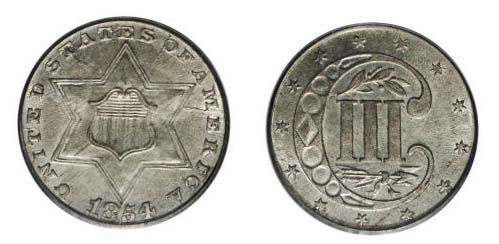 UNITED STATES OF AMERICA
1854
III